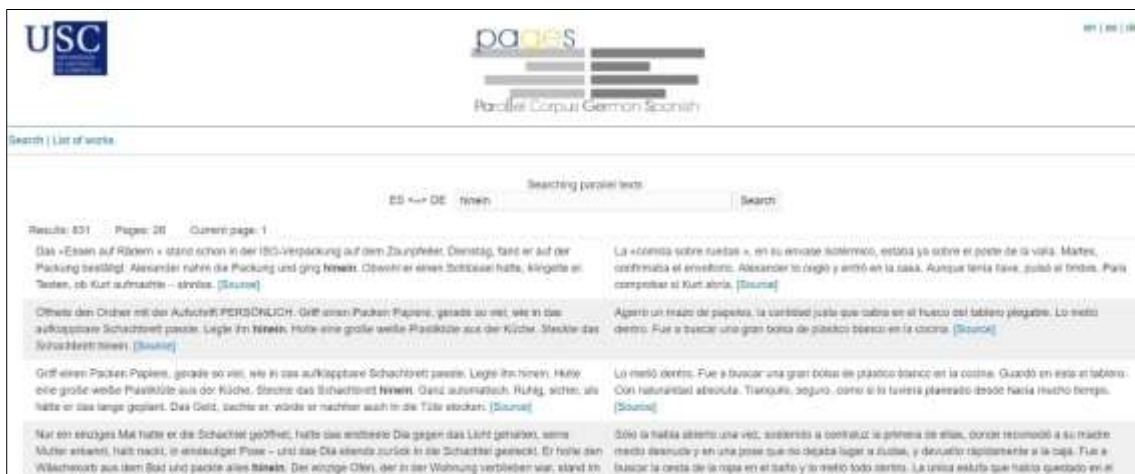 USC
en | es | de
PaGeS
Parallel Corpus German Spanish
Search | List of works
Searching parallel texts
ES <--> DE hinein Search
Results: 831 Pages: 28 Current page: 1
Das »Essen auf Rädern « stand schon in der ISO-Verpackung auf dem Zaunpfeiler. Dienstag, fand er auf der
Packung bestätigt. Alexander nahm die Packung und ging hinein. Obwohl er einen Schlüssel hatte, klingelte er.
Testen, ob Kurt aufmachte – sinnlos. [Source]
La «comida sobre ruedas », en su envase isotérmico, estaba ya sobre el poste de la valla. Martes,
confirmaba el envoltorio. Alexander lo cogió y entró en la casa. Aunque tenía llave, pulsó el timbre. Para
comprobar si Kurt abría. [Source]
Öffnete den Ordner mit der Aufschrift PERSÖNLICH. Griff einen Packen Papiere, gerade so viel, wie in das
aufklappbare Schachbrett passte. Legte ihn hinein. Holte eine große weiße Plastiktüte aus der Küche. Steckte das
Schachbrett hinein. [Source]
Agarró un mazo de papeles, la cantidad justa que cabía en el hueco del tablero plegable. Lo metió
dentro. Fue a buscar una gran bolsa de plástico blanco en la cocina. [Source]
Griff einen Packen Papiere, gerade so viel, wie in das aufklappbare Schachbrett passte. Legte ihn hinein. Holte
eine große weiße Plastiktüte aus der Küche. Steckte das Schachbrett hinein. Ganz automatisch. Ruhig, sicher, als
hätte er das lange geplant. Das Geld, dachte er, würde er nachher auch in die Tüte stecken. [Source]
Lo metió dentro. Fue a buscar una gran bolsa de plástico blanco en la cocina. Guardó en ésta el tablero.
Con naturalidad absoluta. Tranquilo, seguro, como si lo tuviera planeado desde hacía mucho tiempo.
[Source]
Nur ein einziges Mal hatte er die Schachtel geöffnet, hatte das erstbeste Dia gegen das Licht gehalten, seine
Mutter erkannt, halb nackt, in eindeutiger Pose – und das Dia eilends zurück in die Schachtel gesteckt. Er holte den
Wäschekorb aus dem Bad und packte alles hinein. Der einzige Ofen, der in der Wohnung verblieben war, stand im
Sólo la había abierto una vez, sosteniendo a contraluz la primera de ellas, donde reconoció a su madre
medio desnuda y en una pose que no dejaba lugar a dudas, y devuelto rápidamente a la caja. Fue a
buscar la cesta de la ropa en el baño y lo metió todo dentro. La única estufa que había quedado en el